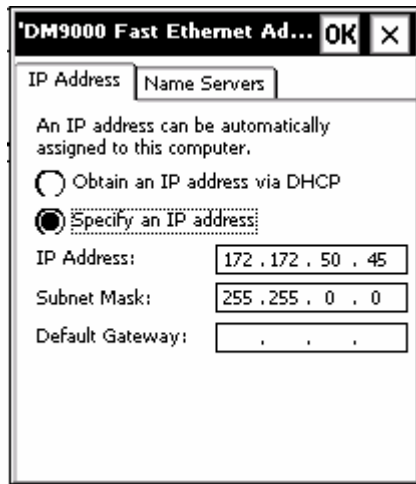 'DM9000 Fast Ethernet Ad... OK ×
IP Address Name Servers
An IP address can be automatically
assigned to this computer.
Obtain an IP address via DHCP
Specify an IP address
IP Address: 172 . 172 . 50 . 45
Subnet Mask: 255 . 255 . 0 . 0
Default Gateway: . . .